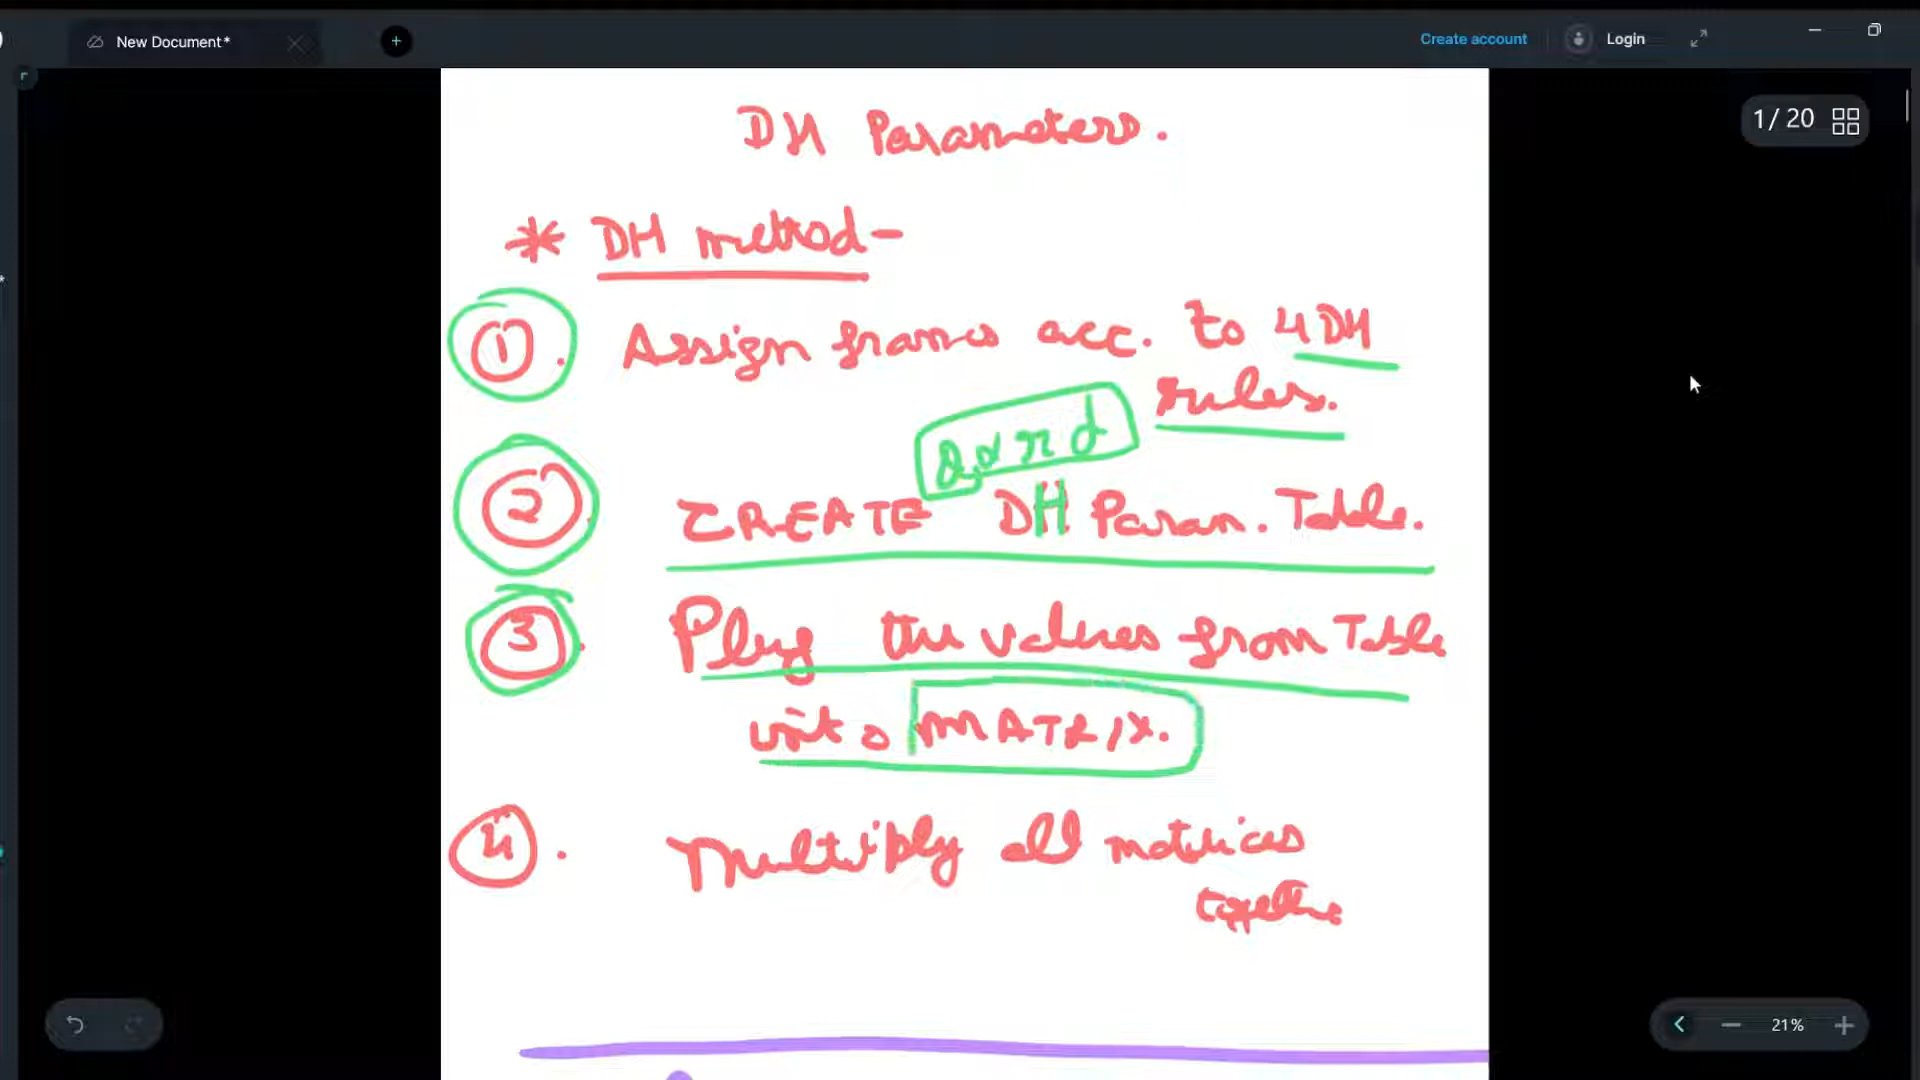 New Document*
Create account
Login
1 / 20
DH Parameters.
* DH method -
1. Assign frames acc. to 4 DH
rules.
θ, α r d
2. CREATE DH Param. Table.
3. Plug the values from Table
into MATRIX.
4. Multiply all matrices
together
21%